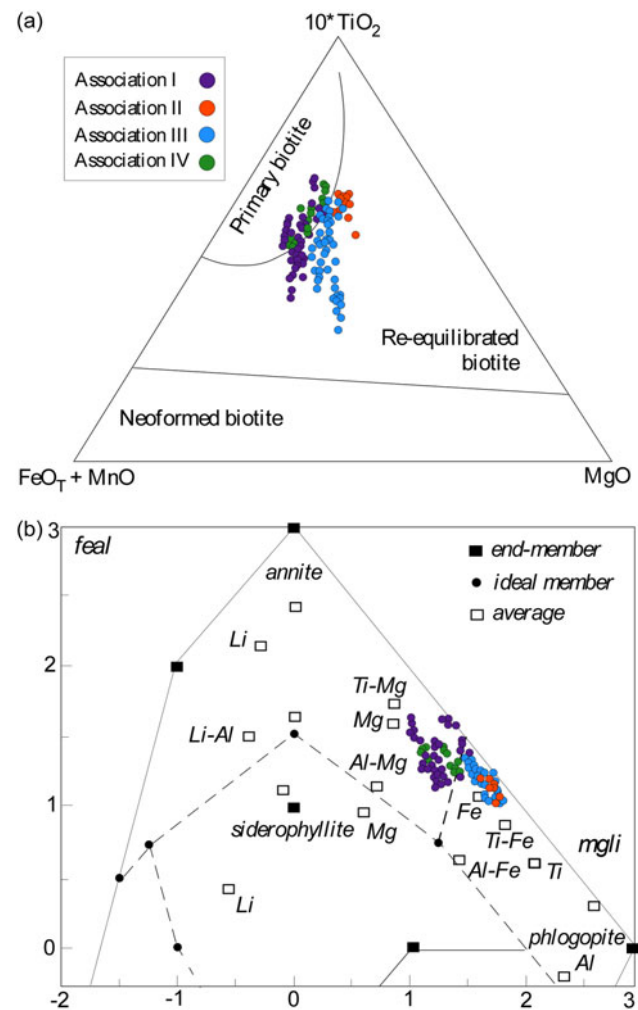 (a)
10*TiO2
Association I
Association II
Association III
Association IV
Primary biotite
Re-equilibrated
biotite
Neoformed biotite
FeOT + MnO
MgO
(b)
3
feal
end-member
annite
ideal member
average
Li
2
Ti-Mg
Mg
Li-Al
Al-Mg
Fe
1
siderophyllite
Mg
Ti-Fe
mgli
Al-Fe
Ti
Li
phlogopite
0
Al
-2
-1
0
1
2
3